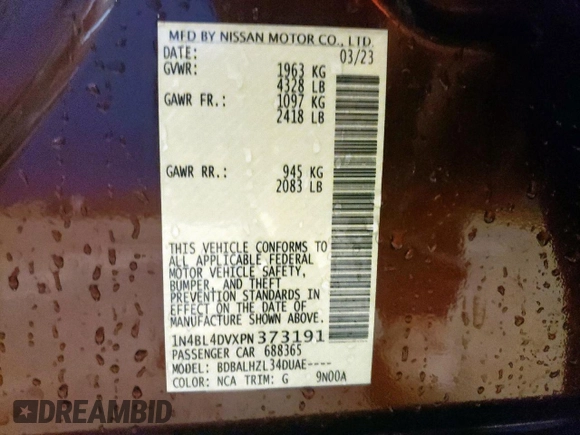 MFD BY NISSAN MOTOR CO., LTD.
DATE: 03/23
GVWR: 1963 KG
4328 LB
GAWR FR.: 1097 KG
2418 LB
GAWR RR.: 945 KG
2083 LB
THIS VEHICLE CONFORMS TO
ALL APPLICABLE FEDERAL
MOTOR VEHICLE SAFETY,
BUMPER, AND THEFT
PREVENTION STANDARDS IN
EFFECT ON THE DATE OF
MANUFACTURE SHOWN ABOVE.
1N4BL4DVXPN373191
PASSENGER CAR 688365
MODEL: BDBALHZL34DUAE----
COLOR: NCA TRIM: G 9N00A
DREAMBID